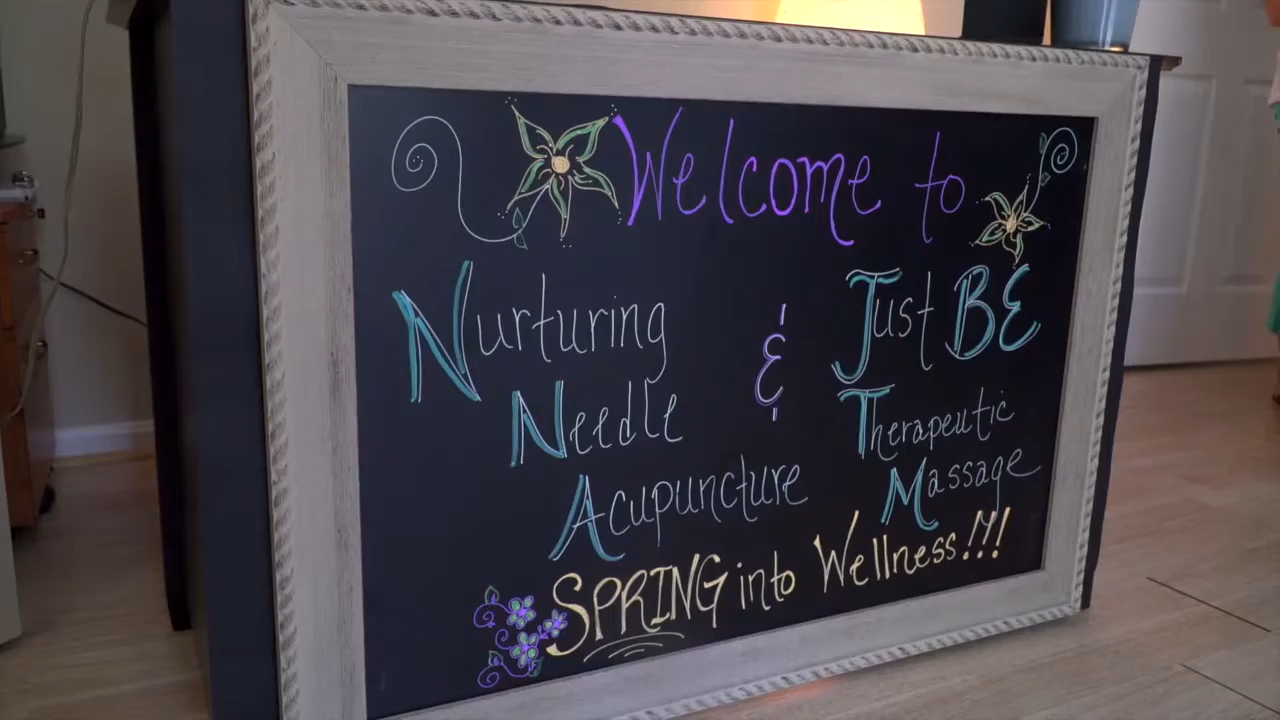 Welcome to
Nurturing
Needle
Acupuncture
&
Just BE
Therapeutic
Massage
SPRING into Wellness!!!